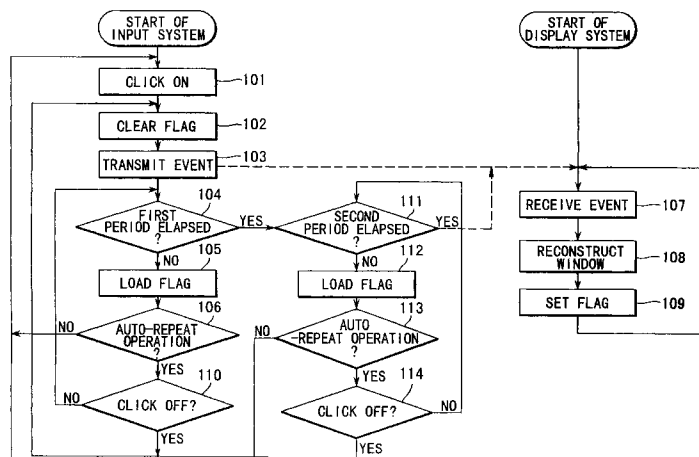 START OF
INPUT SYSTEM
CLICK ON
101
CLEAR FLAG
102
TRANSMIT EVENT
103
FIRST
PERIOD ELAPSED
?
104
YES
NO
LOAD FLAG
105
AUTO-REPEAT
OPERATION
?
106
NO
YES
CLICK OFF?
110
NO
YES
SECOND
PERIOD ELAPSED
?
111
YES
NO
LOAD FLAG
112
AUTO
-REPEAT OPERATION
?
113
NO
YES
CLICK OFF?
114
NO
YES
START OF
DISPLAY SYSTEM
RECEIVE EVENT
107
RECONSTRUCT
WINDOW
108
SET FLAG
109